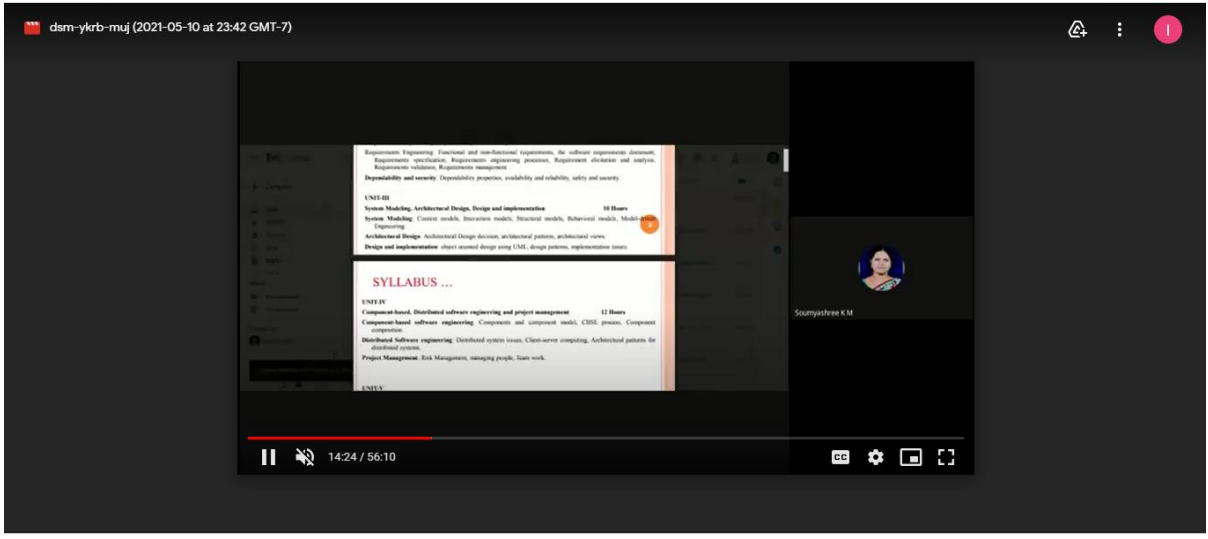 dsm-ykrb-muj (2021-05-10 at 23:42 GMT-7)
I
Requirements Engineering: Functional and non-functional requirements, the software requirements document,
Requirements specification, Requirements engineering processes, Requirement elicitation and analysis,
Requirements validation, Requirements management
Dependability and security: Dependability properties, availability and reliability, safety and security.
UNIT-III
System Modeling, Architectural Design, Design and implementation 10 Hours
System Modeling: Context models, Interaction models, Structural models, Behavioral models, Model-driven
Engineering.
Architectural Design: Architectural Design decision, architectural patterns, architectural views.
Design and implementation: object oriented design using UML, design patterns, implementation issues.
SYLLABUS ...
UNIT-IV
Component-based, Distributed software engineering and project management 12 Hours
Component-based software engineering: Components and component model, CBSE process, Component
composition.
Distributed Software engineering: Distributed system issues, Client-server computing, Architectural patterns for
distributed systems.
Project Management: Risk Management, managing people, Team work.
UNIT-V
Soumyashree K M
14:24 / 56:10
CC